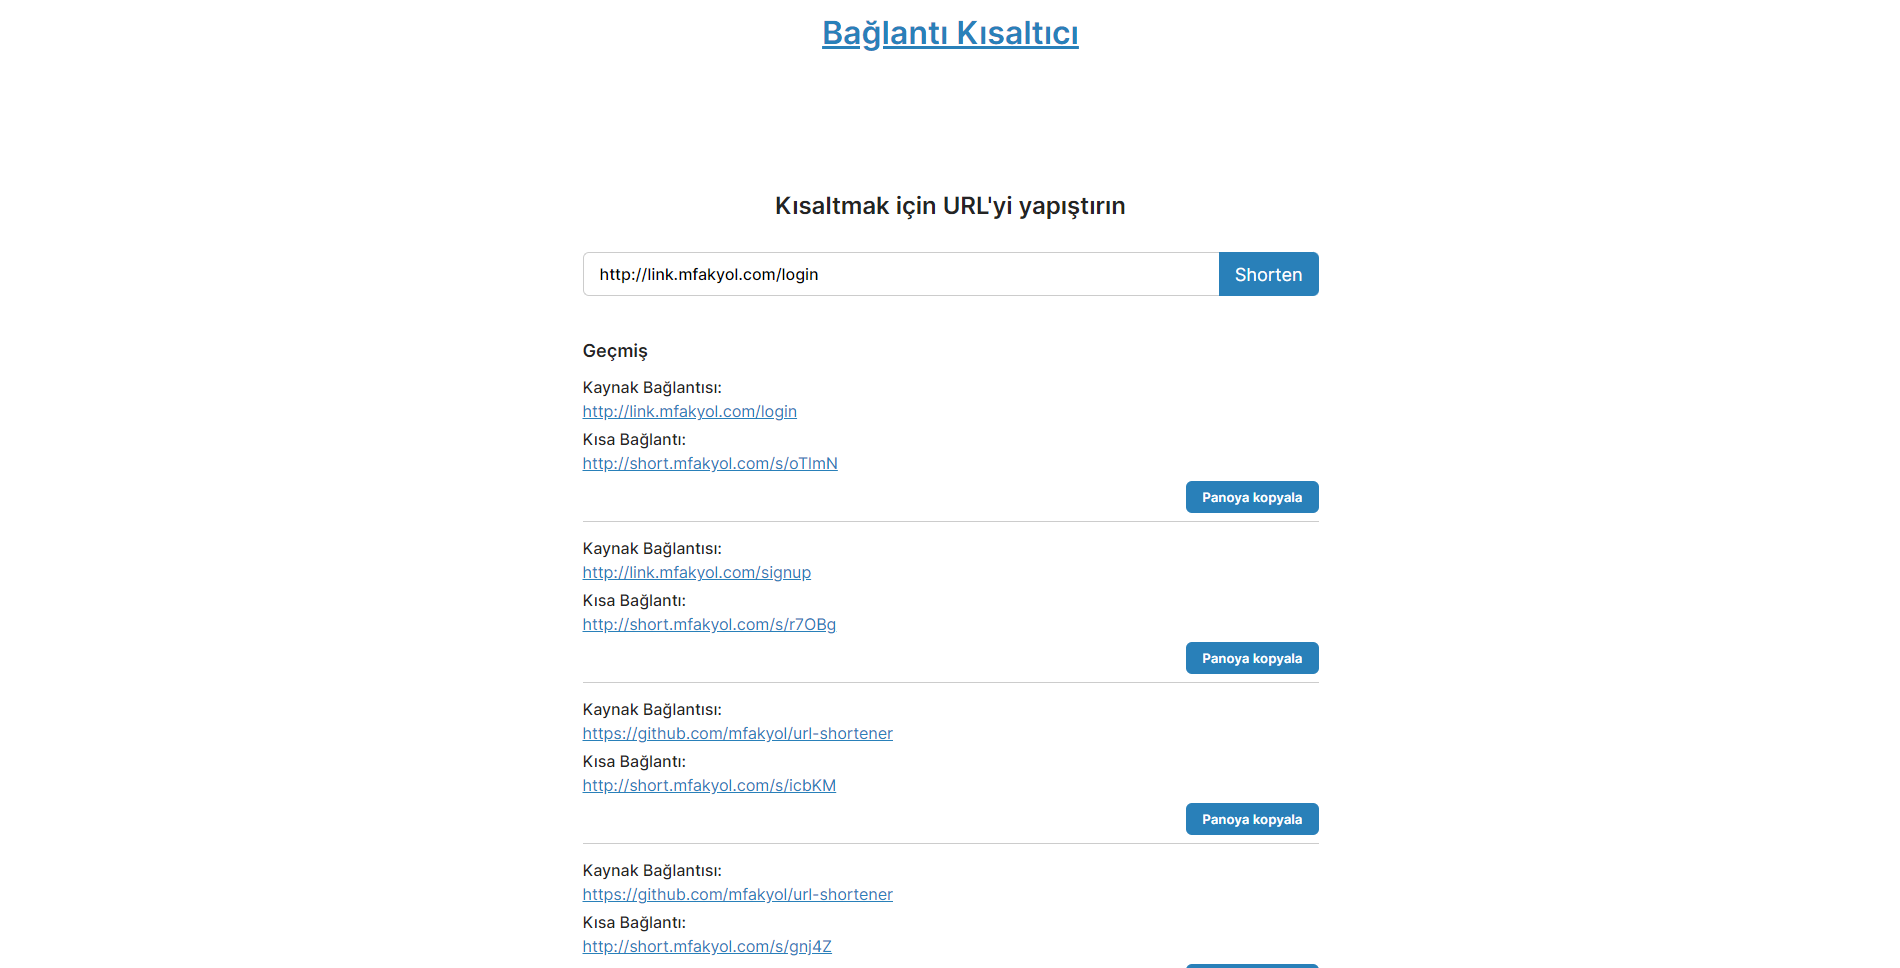 Bağlantı Kısaltıcı
Kısaltmak için URL'yi yapıştırın
http://link.mfakyol.com/login
Shorten
Geçmiş
Kaynak Bağlantısı:
http://link.mfakyol.com/login
Kısa Bağlantı:
http://short.mfakyol.com/s/oTlmN
Panoya kopyala
Kaynak Bağlantısı:
http://link.mfakyol.com/signup
Kısa Bağlantı:
http://short.mfakyol.com/s/r7OBg
Panoya kopyala
Kaynak Bağlantısı:
https://github.com/mfakyol/url-shortener
Kısa Bağlantı:
http://short.mfakyol.com/s/icbKM
Panoya kopyala
Kaynak Bağlantısı:
https://github.com/mfakyol/url-shortener
Kısa Bağlantı:
http://short.mfakyol.com/s/gnj4Z